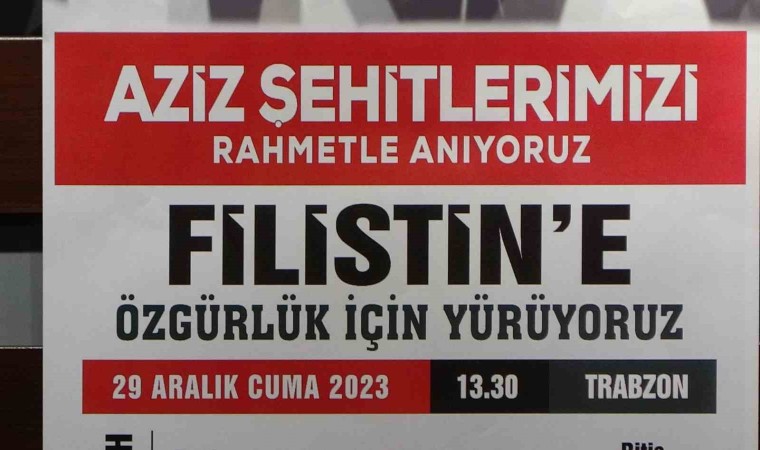 AZİZ ŞEHİTLERİMİZİ
RAHMETLE ANIYORUZ
FİLİSTİN'E
ÖZGÜRLÜK İÇİN YÜRÜYORUZ
29 ARALIK CUMA 2023 13.30 TRABZON
H